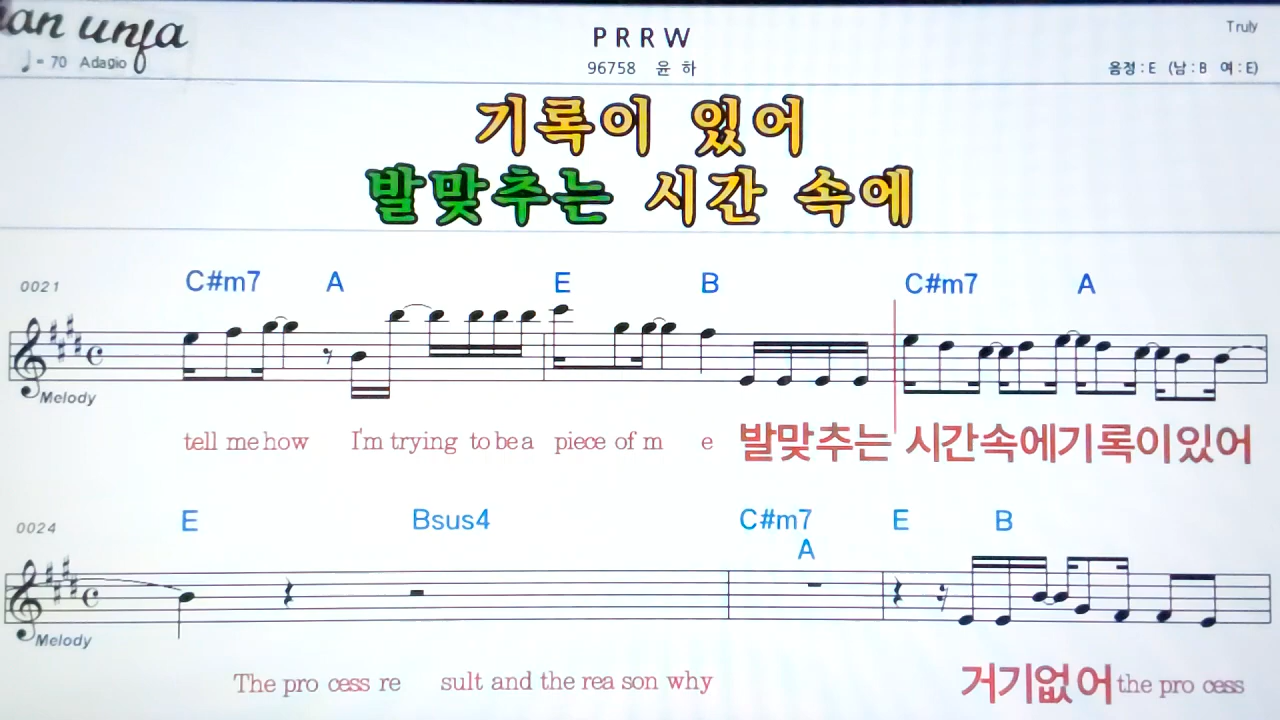 an unja
♩= 70 Adagio
PRRW
96758 윤 하
Truly
음정 : E (남 : B 여 : E)
기록이 있어
발맞추는 시간 속에
0021
C#m7 A E B C#m7 A
Melody
tell me how I'm trying to be a piece of m e 발맞추는 시간속에기록이있어
0024
E Bsus4 C#m7 E B
A
Melody
The pro cess re sult and the rea son why 거기없어 the pro cess